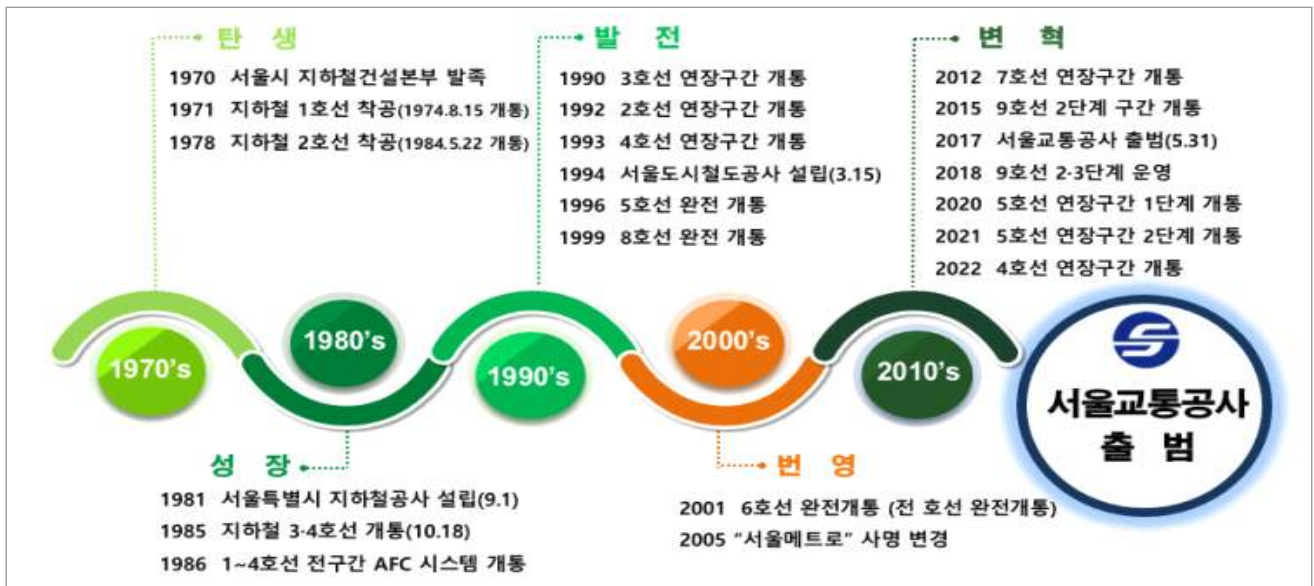 탄 생
1970 서울시 지하철건설본부 발족
1971 지하철 1호선 착공(1974.8.15 개통)
1978 지하철 2호선 착공(1984.5.22 개통)
발 전
1990 3호선 연장구간 개통
1992 2호선 연장구간 개통
1993 4호선 연장구간 개통
1994 서울도시철도공사 설립(3.15)
1996 5호선 완전 개통
1999 8호선 완전 개통
변 혁
2012 7호선 연장구간 개통
2015 9호선 2단계 구간 개통
2017 서울교통공사 출범(5.31)
2018 9호선 2·3단계 운영
2020 5호선 연장구간 1단계 개통
2021 5호선 연장구간 2단계 개통
2022 4호선 연장구간 개통
1970's
1980's
1990's
2000's
2010's
서울교통공사
출 범
성 장
1981 서울특별시 지하철공사 설립(9.1)
1985 지하철 3·4호선 개통(10.18)
1986 1~4호선 전구간 AFC 시스템 개통
번 영
2001 6호선 완전개통 (전 호선 완전개통)
2005 “서울메트로” 사명 변경